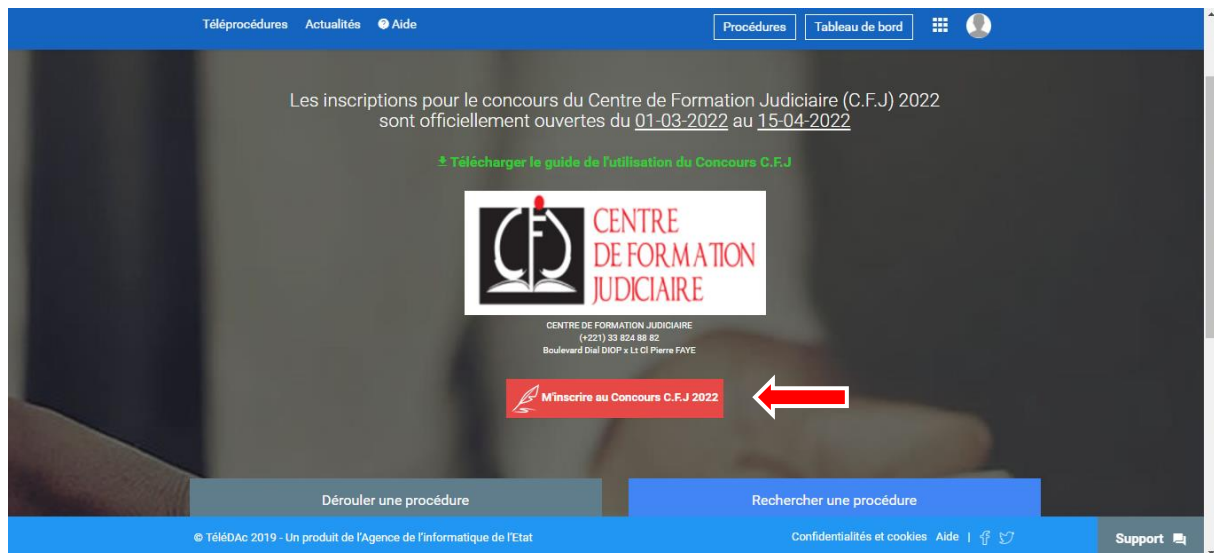 Téléprocédures Actualités Aide Procédures Tableau de bord
Les inscriptions pour le concours du Centre de Formation Judiciaire (C.F.J) 2022
sont officiellement ouvertes du 01-03-2022 au 15-04-2022
Télécharger le guide de l'utilisation du Concours C.F.J
CFJ
CENTRE
DE FORMATION
JUDICIAIRE
CENTRE DE FORMATION JUDICIAIRE
(+221) 33 824 88 82
Boulevard Dial DIOP x Lt Cl Pierre FAYE
M'inscrire au Concours C.F.J 2022
Dérouler une procédure Rechercher une procédure
© TéléDAc 2019 - Un produit de l'Agence de l'informatique de l'Etat Confidentialités et cookies Aide | Support